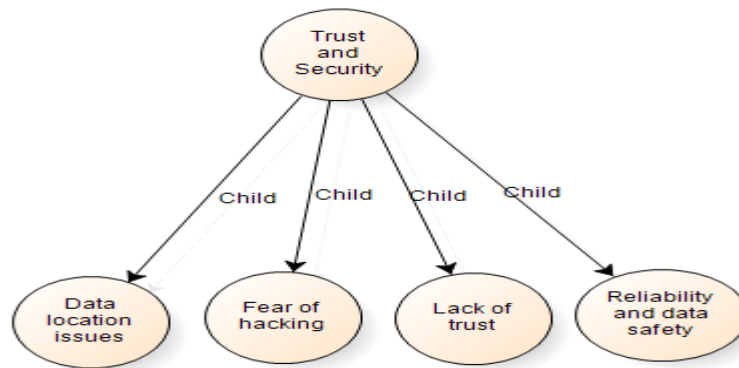 Trust
and
Security
Child
Child
Child
Child
Data
location
issues
Fear of
hacking
Lack of
trust
Reliability
and data
safety